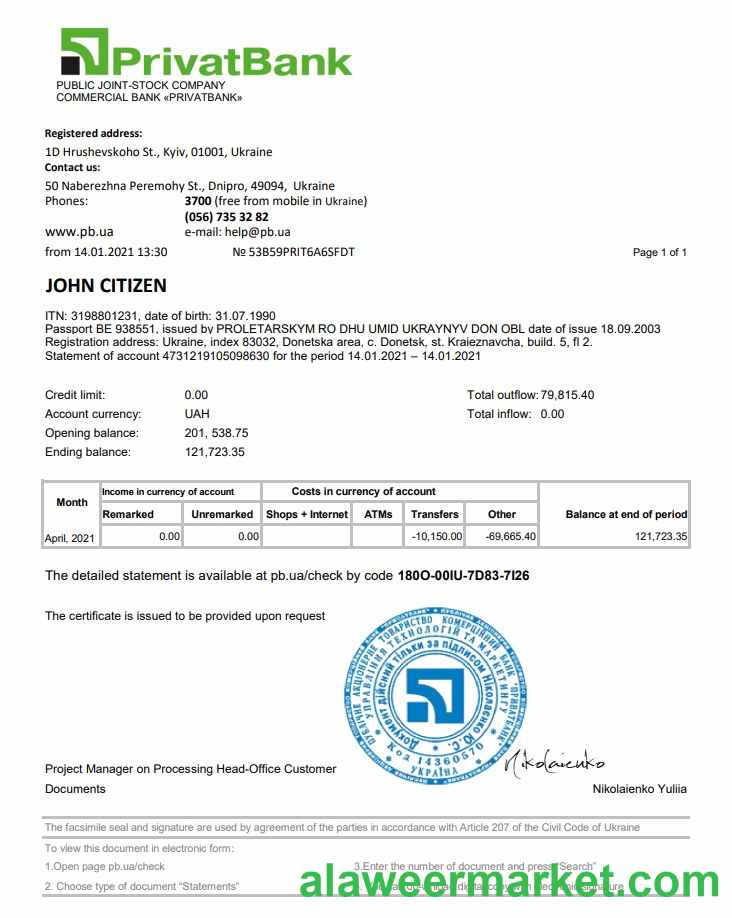 PrivatBank
PUBLIC JOINT-STOCK COMPANY
COMMERCIAL BANK «PRIVATBANK»
Registered address:
1D Hrushevskoho St., Kyiv, 01001, Ukraine
Contact us:
50 Naberezhna Peremohy St., Dnipro, 49094, Ukraine
Phones: 3700 (free from mobile in Ukraine)
(056) 735 32 82
www.pb.ua e-mail: help@pb.ua
from 14.01.2021 13:30 № 53B59PRIT6A6SFDT Page 1 of 1
JOHN CITIZEN
ITN: 3198801231, date of birth: 31.07.1990
Passport BE 938551, issued by PROLETARSKYM RO DHU UMID UKRAYNYV DON OBL date of issue 18.09.2003
Registration address: Ukraine, index 83032, Donetska area, c. Donetsk, st. Kraieznavcha, build. 5, fl 2.
Statement of account 4731219105098630 for the period 14.01.2021 – 14.01.2021
Credit limit: 0.00 Total outflow: 79,815.40
Account currency: UAH Total inflow: 0.00
Opening balance: 201, 538.75
Ending balance: 121,723.35
Month Income in currency of account Costs in currency of account Balance at end of period
Remarked Unremarked Shops + Internet ATMs Transfers Other
April, 2021 0.00 0.00 -10,150.00 -69,665.40 121,723.35
The detailed statement is available at pb.ua/check by code 180O-00IU-7D83-7I26
The certificate is issued to be provided upon request
ПУБЛІЧНЕ АКЦІОНЕРНЕ ТОВАРИСТВО КОМЕРЦІЙНИЙ БАНК "ПРИВАТБАНК"
УПРАВЛІННЯ ТЕХНОЛОГІЙ ТА МАРКЕТИНГУ
Документ дійсний тільки за підписом Ніколаєнко Ю.С.
Код 14360570
УКРАЇНА
Nikolaienko
Project Manager on Processing Head-Office Customer
Documents Nikolaienko Yuliia
The facsimile seal and signature are used by agreement of the parties in accordance with Article 207 of the Civil Code of Ukraine
To view this document in electronic form:
1.Open page pb.ua/check 3.Enter the number of document and press "Search"
2. Choose type of document "Statements"
alaweermarket.com